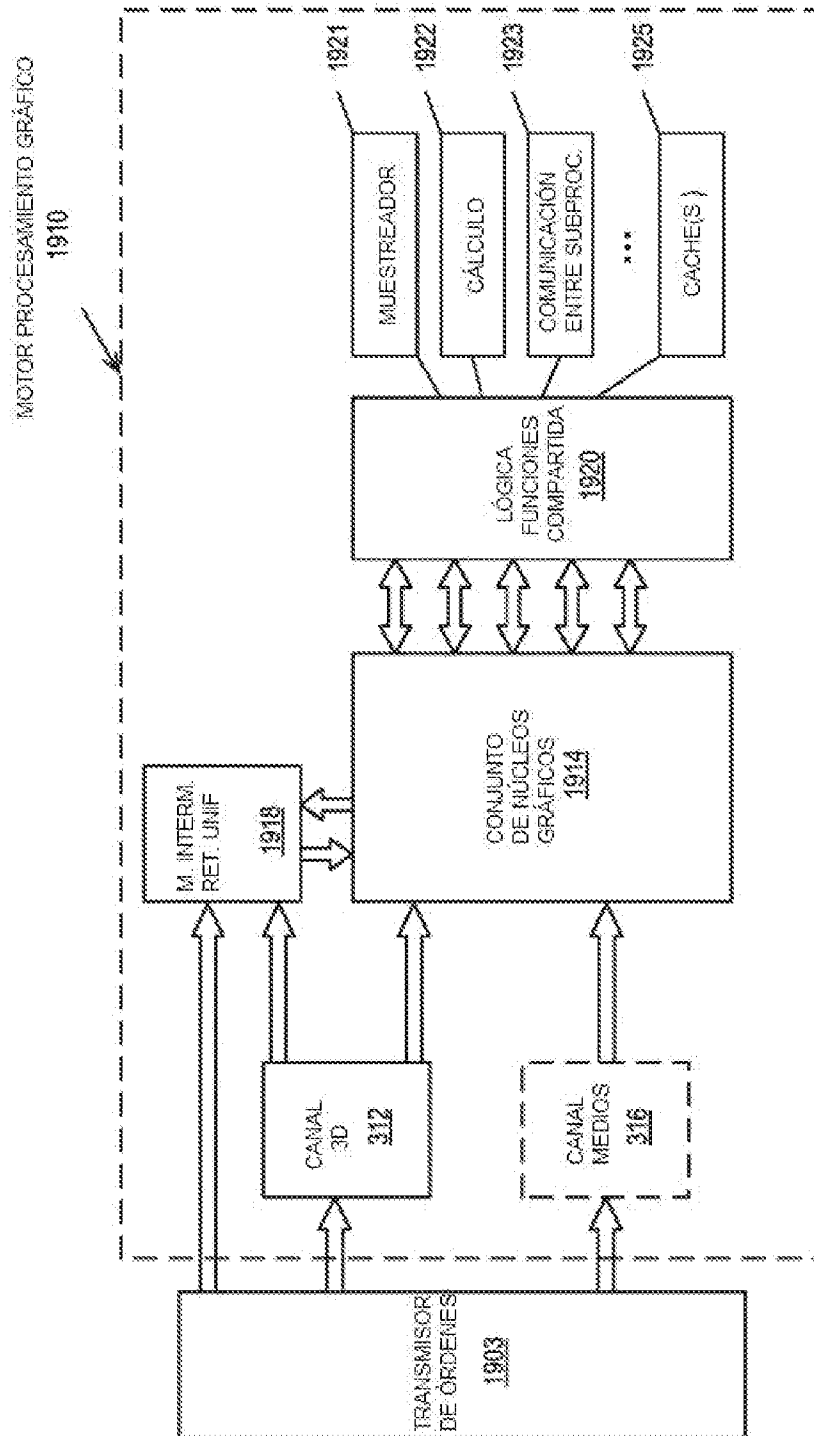 MOTOR PROCESAMIENTO GRÁFICO
1910
TRANSMISOR
DE ÓRDENES
1903
CANAL
3D
312
CANAL
MEDIOS
316
M. INTERM.
RET. UNIF
1918
CONJUNTO
DE NÚCLEOS
GRÁFICOS
1914
LÓGICA
FUNCIONES
COMPARTIDA
1920
MUESTREADOR
1921
CÁLCULO
1922
COMUNICACIÓN
ENTRE SUBPROC.
1923
•••
CACHE(S)
1925